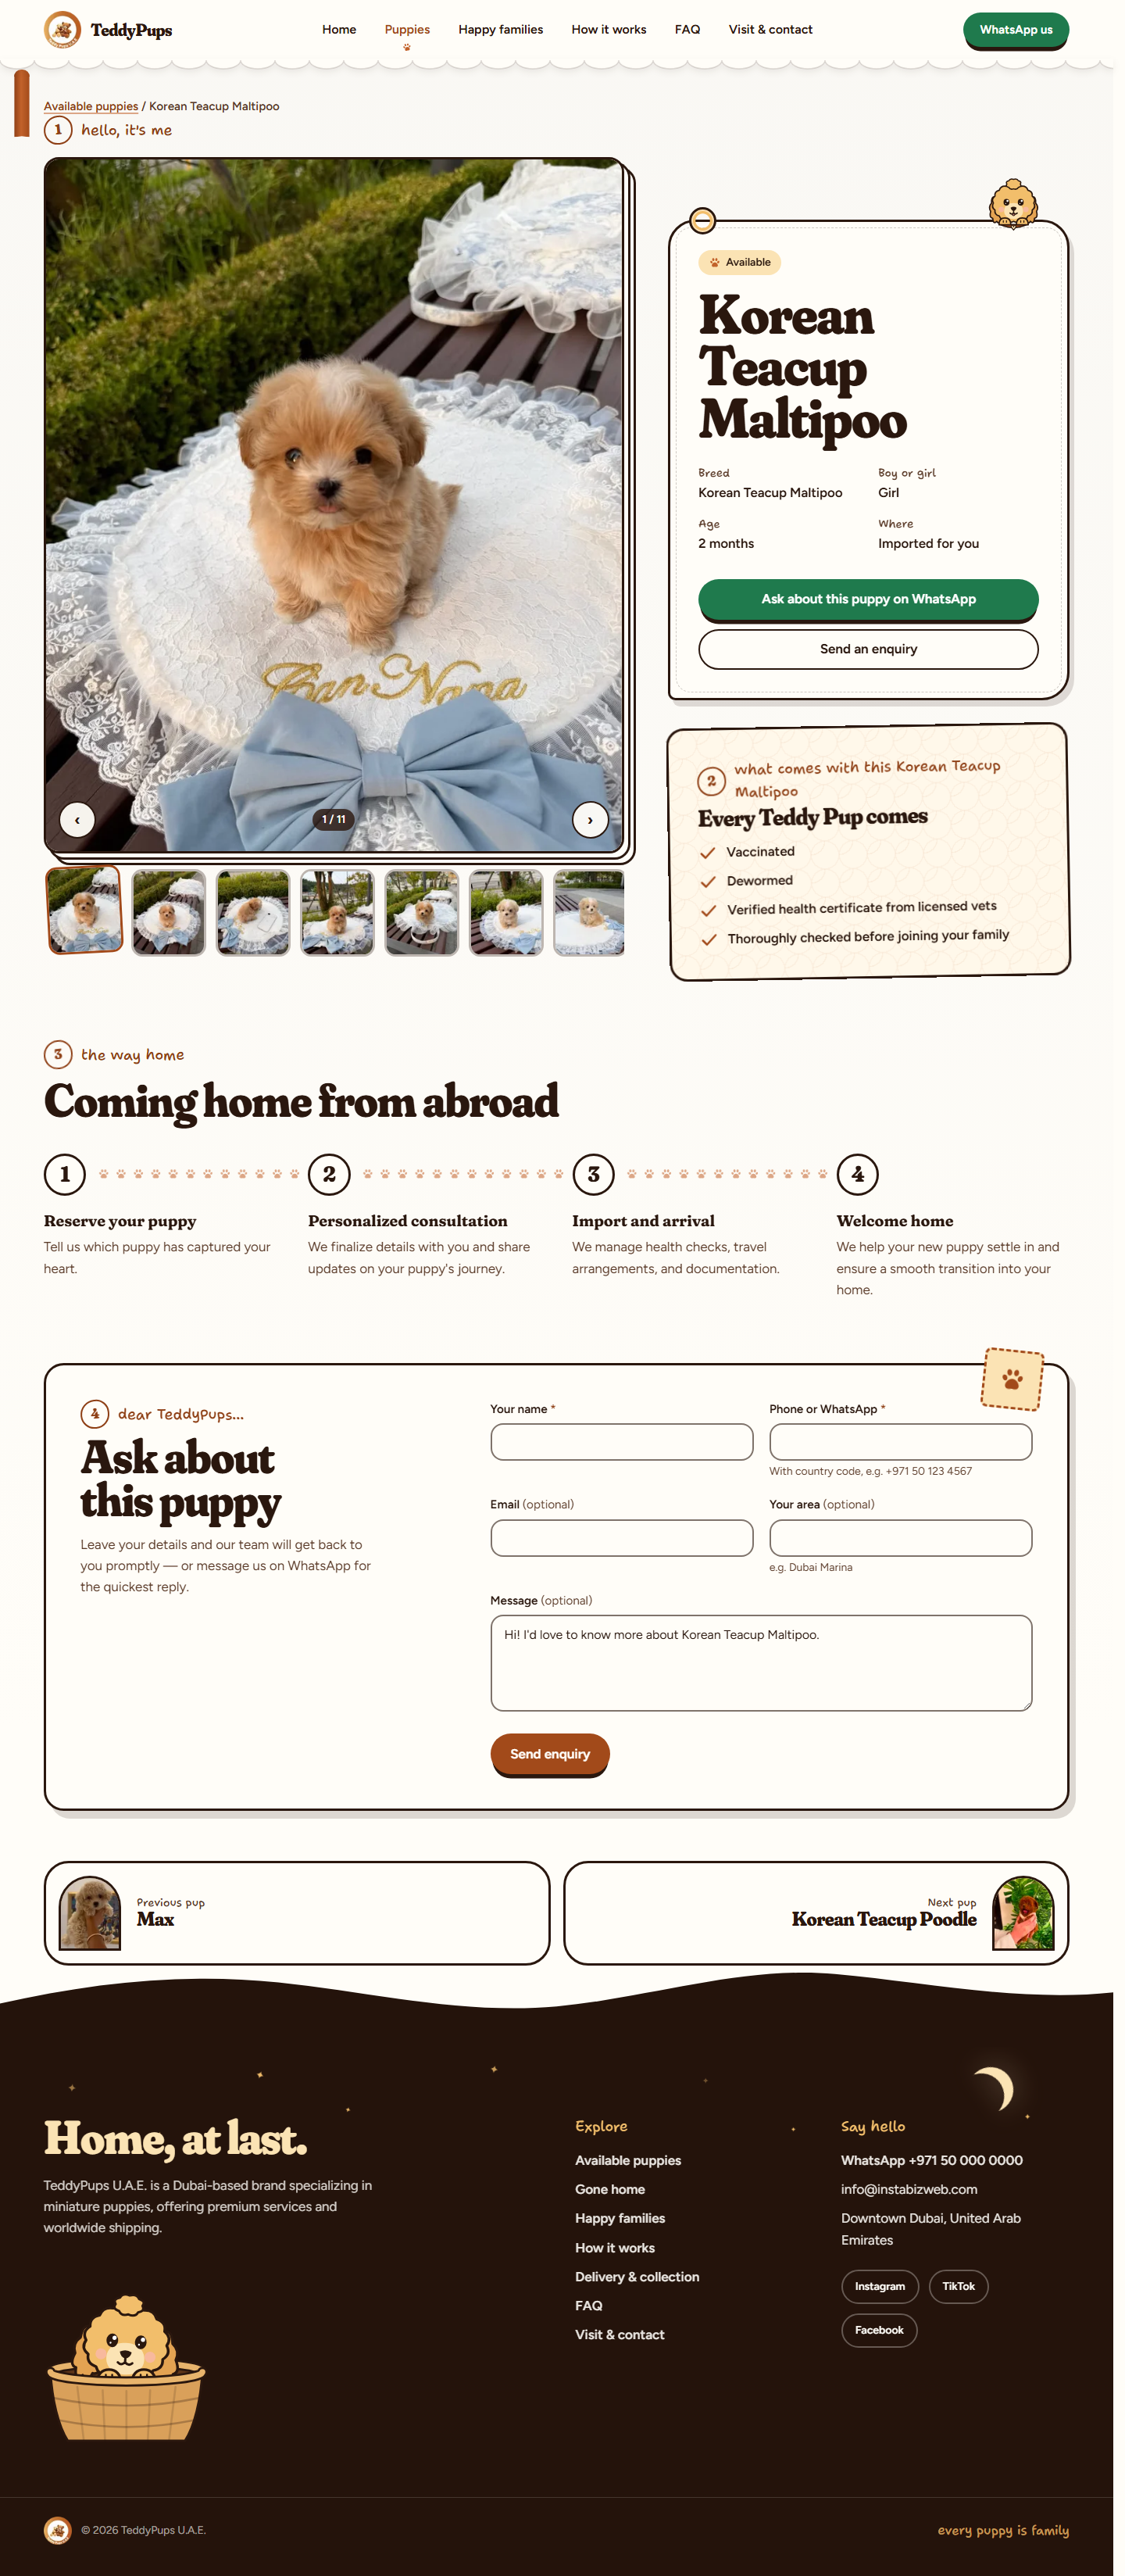 TeddyPups
Home
Puppies
Happy families
How it works
FAQ
Visit & contact
WhatsApp us
Available puppies / Korean Teacup Maltipoo
1 hello, it's me
1 / 11
Available
Korean
Teacup
Maltipoo
Breed
Korean Teacup Maltipoo
Boy or girl
Girl
Age
2 months
Where
Imported for you
Ask about this puppy on WhatsApp
Send an enquiry
2 what comes with this Korean Teacup
Maltipoo
Every Teddy Pup comes
Vaccinated
Dewormed
Verified health certificate from licensed vets
Thoroughly checked before joining your family
3 the way home
Coming home from abroad
1
Reserve your puppy
Tell us which puppy has captured your
heart.
2
Personalized consultation
We finalize details with you and share
updates on your puppy's journey.
3
Import and arrival
We manage health checks, travel
arrangements, and documentation.
4
Welcome home
We help your new puppy settle in and
ensure a smooth transition into your
home.
4 dear TeddyPups...
Ask about
this puppy
Leave your details and our team will get back to
you promptly — or message us on WhatsApp for
the quickest reply.
Your name *
Phone or WhatsApp *
With country code, e.g. +971 50 123 4567
Email (optional)
Your area (optional)
e.g. Dubai Marina
Message (optional)
Hi! I'd love to know more about Korean Teacup Maltipoo.
Send enquiry
Previous pup
Max
Next pup
Korean Teacup Poodle
Home, at last.
TeddyPups U.A.E. is a Dubai-based brand specializing in
miniature puppies, offering premium services and
worldwide shipping.
Explore
Available puppies
Gone home
Happy families
How it works
Delivery & collection
FAQ
Visit & contact
Say hello
WhatsApp +971 50 000 0000
info@instabizweb.com
Downtown Dubai, United Arab
Emirates
Instagram
TikTok
Facebook
© 2026 TeddyPups U.A.E.
every puppy is family